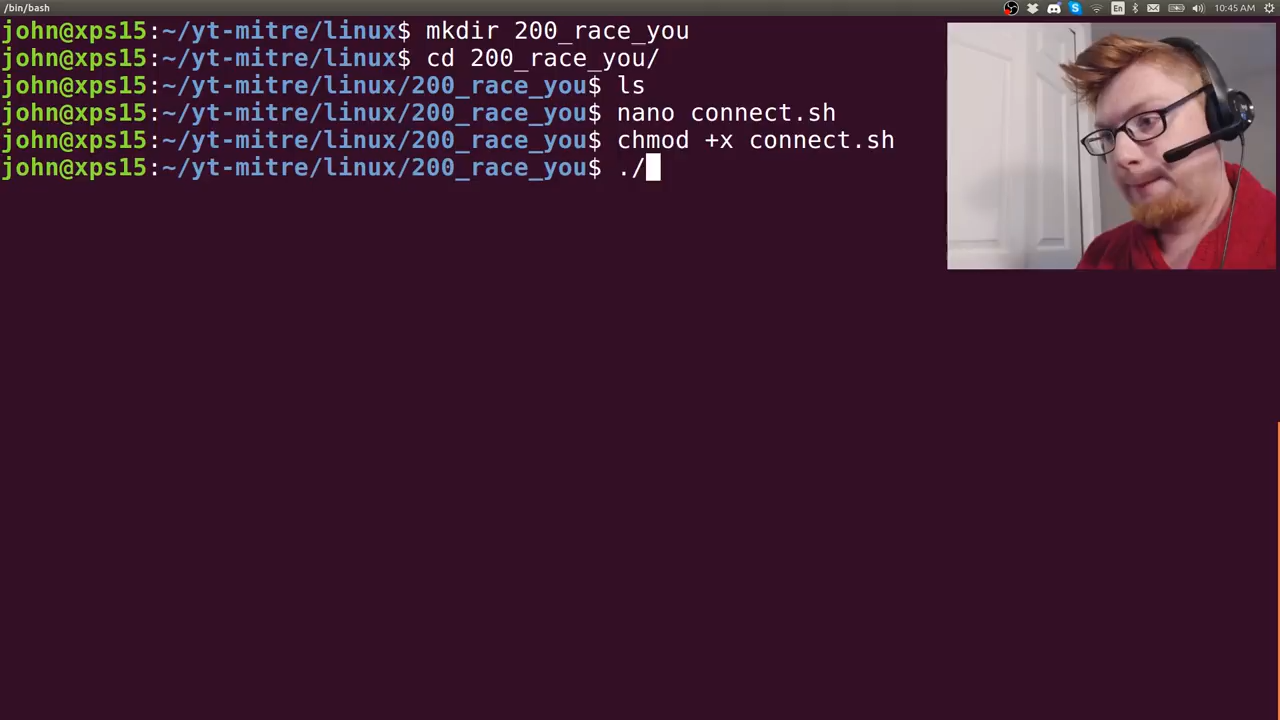 /bin/bash
En
10:45 AM
john@xps15:~/yt-mitre/linux$ mkdir 200_race_you
john@xps15:~/yt-mitre/linux$ cd 200_race_you/
john@xps15:~/yt-mitre/linux/200_race_you$ ls
john@xps15:~/yt-mitre/linux/200_race_you$ nano connect.sh
john@xps15:~/yt-mitre/linux/200_race_you$ chmod +x connect.sh
john@xps15:~/yt-mitre/linux/200_race_you$ ./